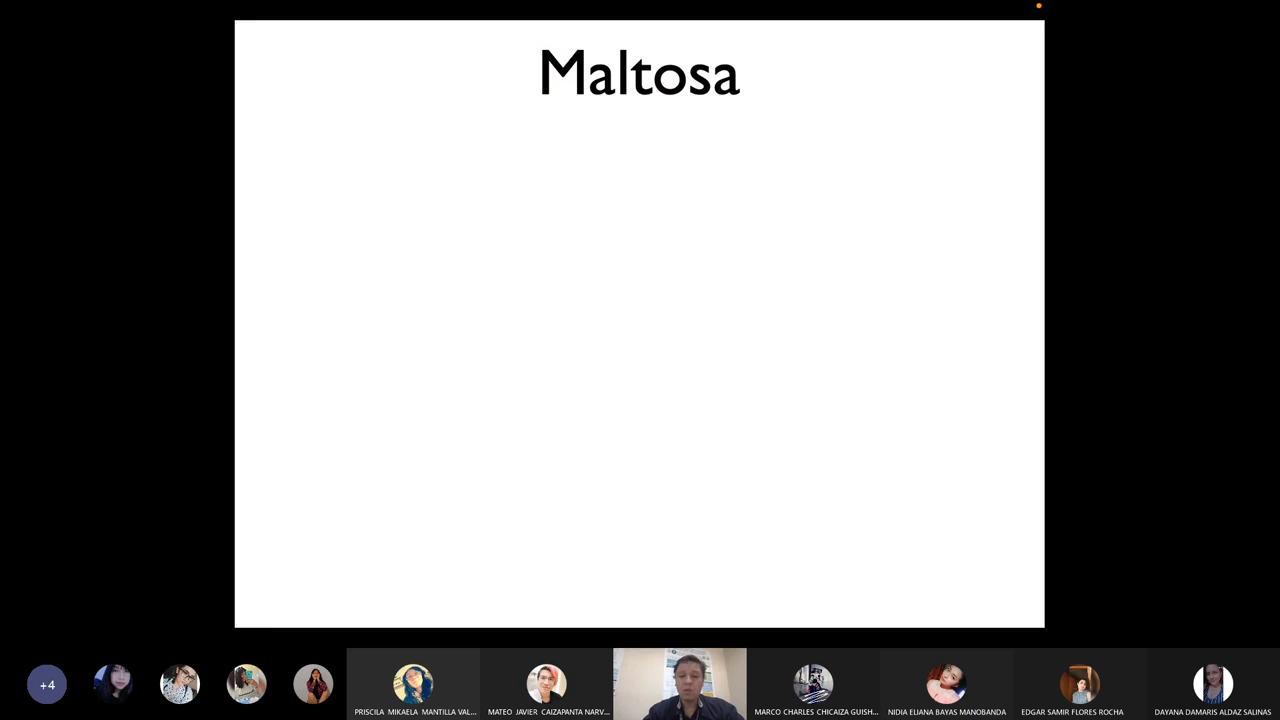 Maltosa
+4
PRISCILA MIKAELA MANTILLA VAL...
MATEO JAVIER CAIZAPANTA NARV...
MARCO CHARLES CHICAIZA GUISH...
NIDIA ELIANA BAYAS MANOBANDA
EDGAR SAMIR FLORES ROCHA
DAYANA DAMARIS ALDAZ SALINAS